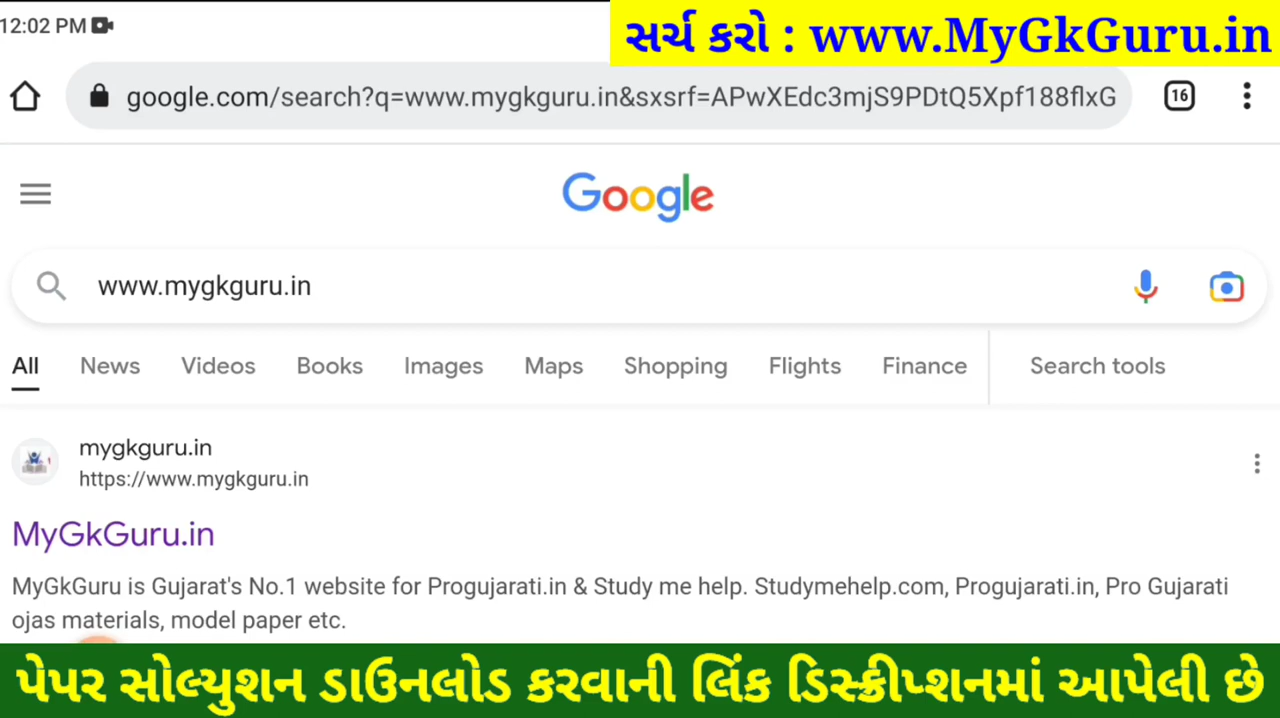 12:02 PM
સર્ચ કરો : www.MyGkGuru.in
google.com/search?q=www.mygkguru.in&sxsrf=APwXEdc3mjS9PDtQ5Xpf188flxG
16
Google
www.mygkguru.in
All News Videos Books Images Maps Shopping Flights Finance Search tools
mygkguru.in
https://www.mygkguru.in
MyGkGuru.in
MyGkGuru is Gujarat's No.1 website for Progujarati.in & Study me help. Studymehelp.com, Progujarati.in, Pro Gujarati
ojas materials, model paper etc.
પેપર સોલ્યુશન ડાઉનલોડ કરવાની લિંક ડિસ્ક્રીપ્શનમાં આપેલી છે